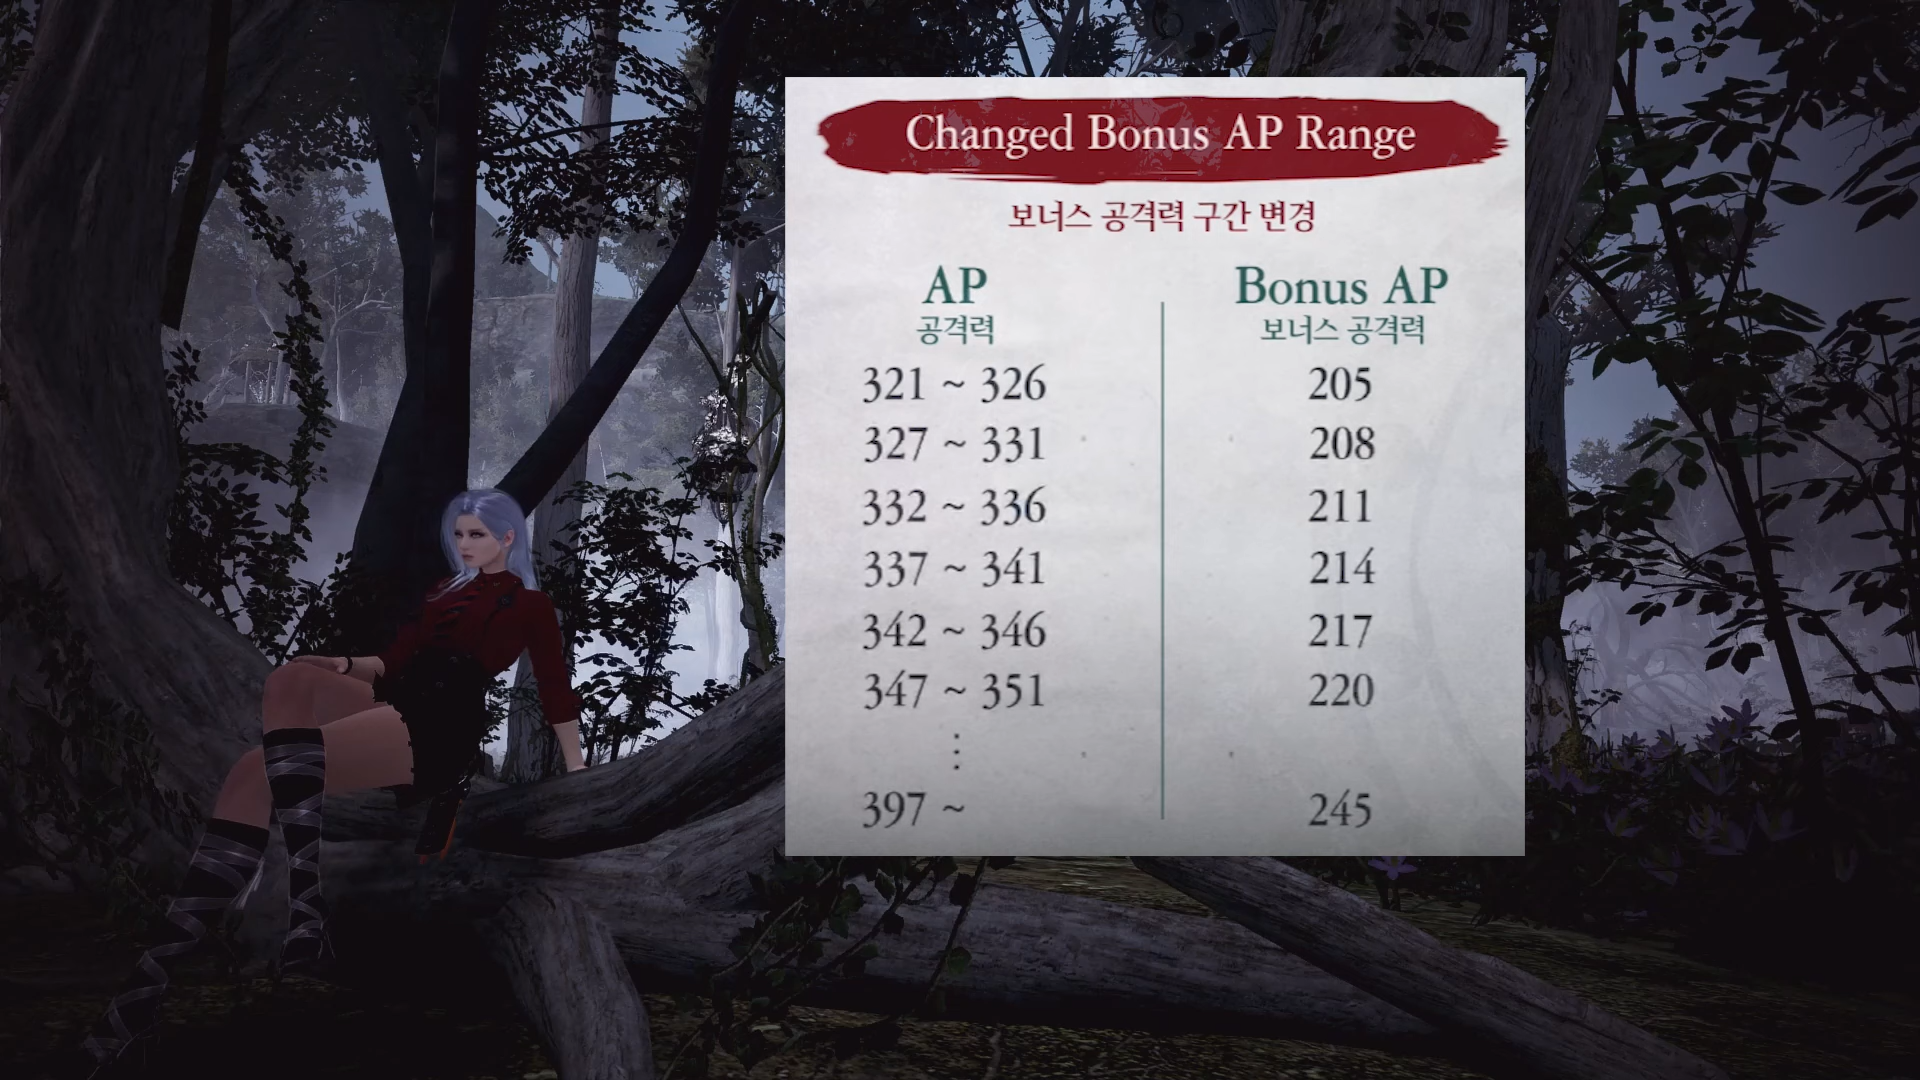 Changed Bonus AP Range
보너스 공격력 구간 변경
AP Bonus AP
공격력 보너스 공격력
321 ~ 326 205
327 ~ 331 208
332 ~ 336 211
337 ~ 341 214
342 ~ 346 217
347 ~ 351 220
⋮
397 ~ 245